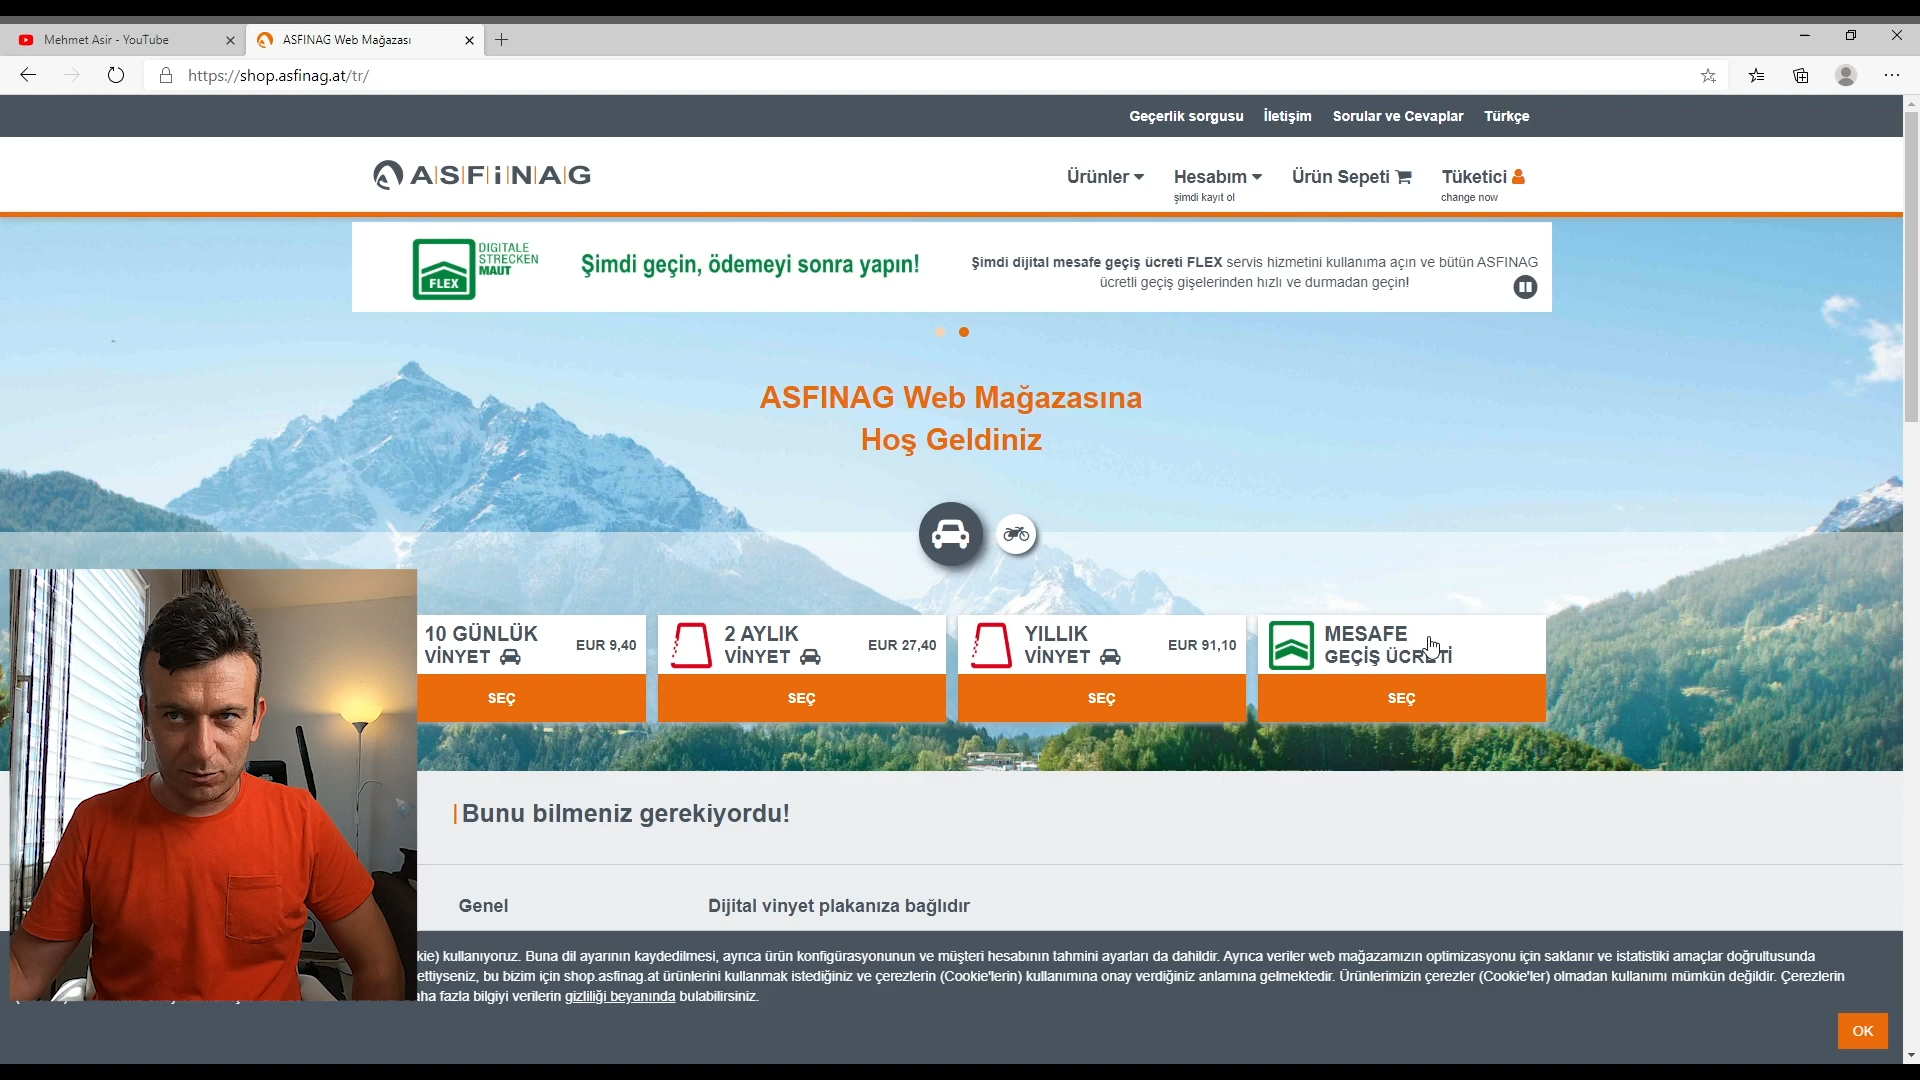 Mehmet Asir - YouTube
ASFINAG Web Mağazası
https://shop.asfinag.at/tr/
Geçerlik sorgusu İletişim Sorular ve Cevaplar Türkçe
ASFiNAG
Ürünler Hesabım Ürün Sepeti Tüketici
şimdi kayıt ol change now
DIGITALE
STRECKEN
MAUT
FLEX
Şimdi geçin, ödemeyi sonra yapın!
Şimdi dijital mesafe geçiş ücreti FLEX servis hizmetini kullanıma açın ve bütün ASFINAG
ücretli geçiş gişelerinden hızlı ve durmadan geçin!
ASFINAG Web Mağazasına
Hoş Geldiniz
10 GÜNLÜK
VİNYET
EUR 9,40
SEÇ
2 AYLIK
VİNYET
EUR 27,40
SEÇ
YILLIK
VİNYET
EUR 91,10
SEÇ
MESAFE
GEÇİŞ ÜCRETİ
SEÇ
Bunu bilmeniz gerekiyordu!
Genel
Dijital vinyet plakanıza bağlıdır
kie) kullanıyoruz. Buna dil ayarının kaydedilmesi, ayrıca ürün konfigürasyonunun ve müşteri hesabının tahmini ayarları da dahildir. Ayrıca veriler web mağazamızın optimizasyonu için saklanır ve istatistiki amaçlar doğrultusunda
ettiyseniz, bu bizim için shop.asfinag.at ürünlerini kullanmak istediğiniz ve çerezlerin (Cookie'lerin) kullanımına onay verdiğiniz anlamına gelmektedir. Ürünlerimizin çerezler (Cookie'ler) olmadan kullanımı mümkün değildir. Çerezlerin
aha fazla bilgiyi verilerin gizliliği beyanında bulabilirsiniz.
OK